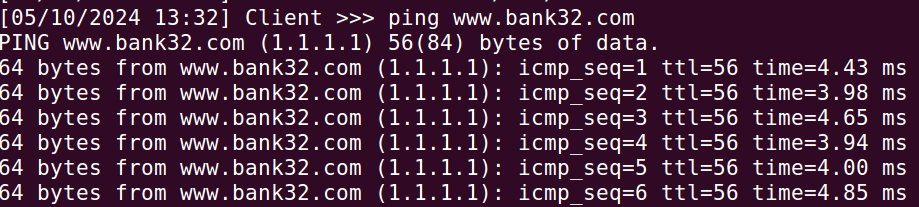 [05/10/2024 13:32] Client >>> ping www.bank32.com
PING www.bank32.com (1.1.1.1) 56(84) bytes of data.
64 bytes from www.bank32.com (1.1.1.1): icmp_seq=1 ttl=56 time=4.43 ms
64 bytes from www.bank32.com (1.1.1.1): icmp_seq=2 ttl=56 time=3.98 ms
64 bytes from www.bank32.com (1.1.1.1): icmp_seq=3 ttl=56 time=4.65 ms
64 bytes from www.bank32.com (1.1.1.1): icmp_seq=4 ttl=56 time=3.94 ms
64 bytes from www.bank32.com (1.1.1.1): icmp_seq=5 ttl=56 time=4.00 ms
64 bytes from www.bank32.com (1.1.1.1): icmp_seq=6 ttl=56 time=4.85 ms